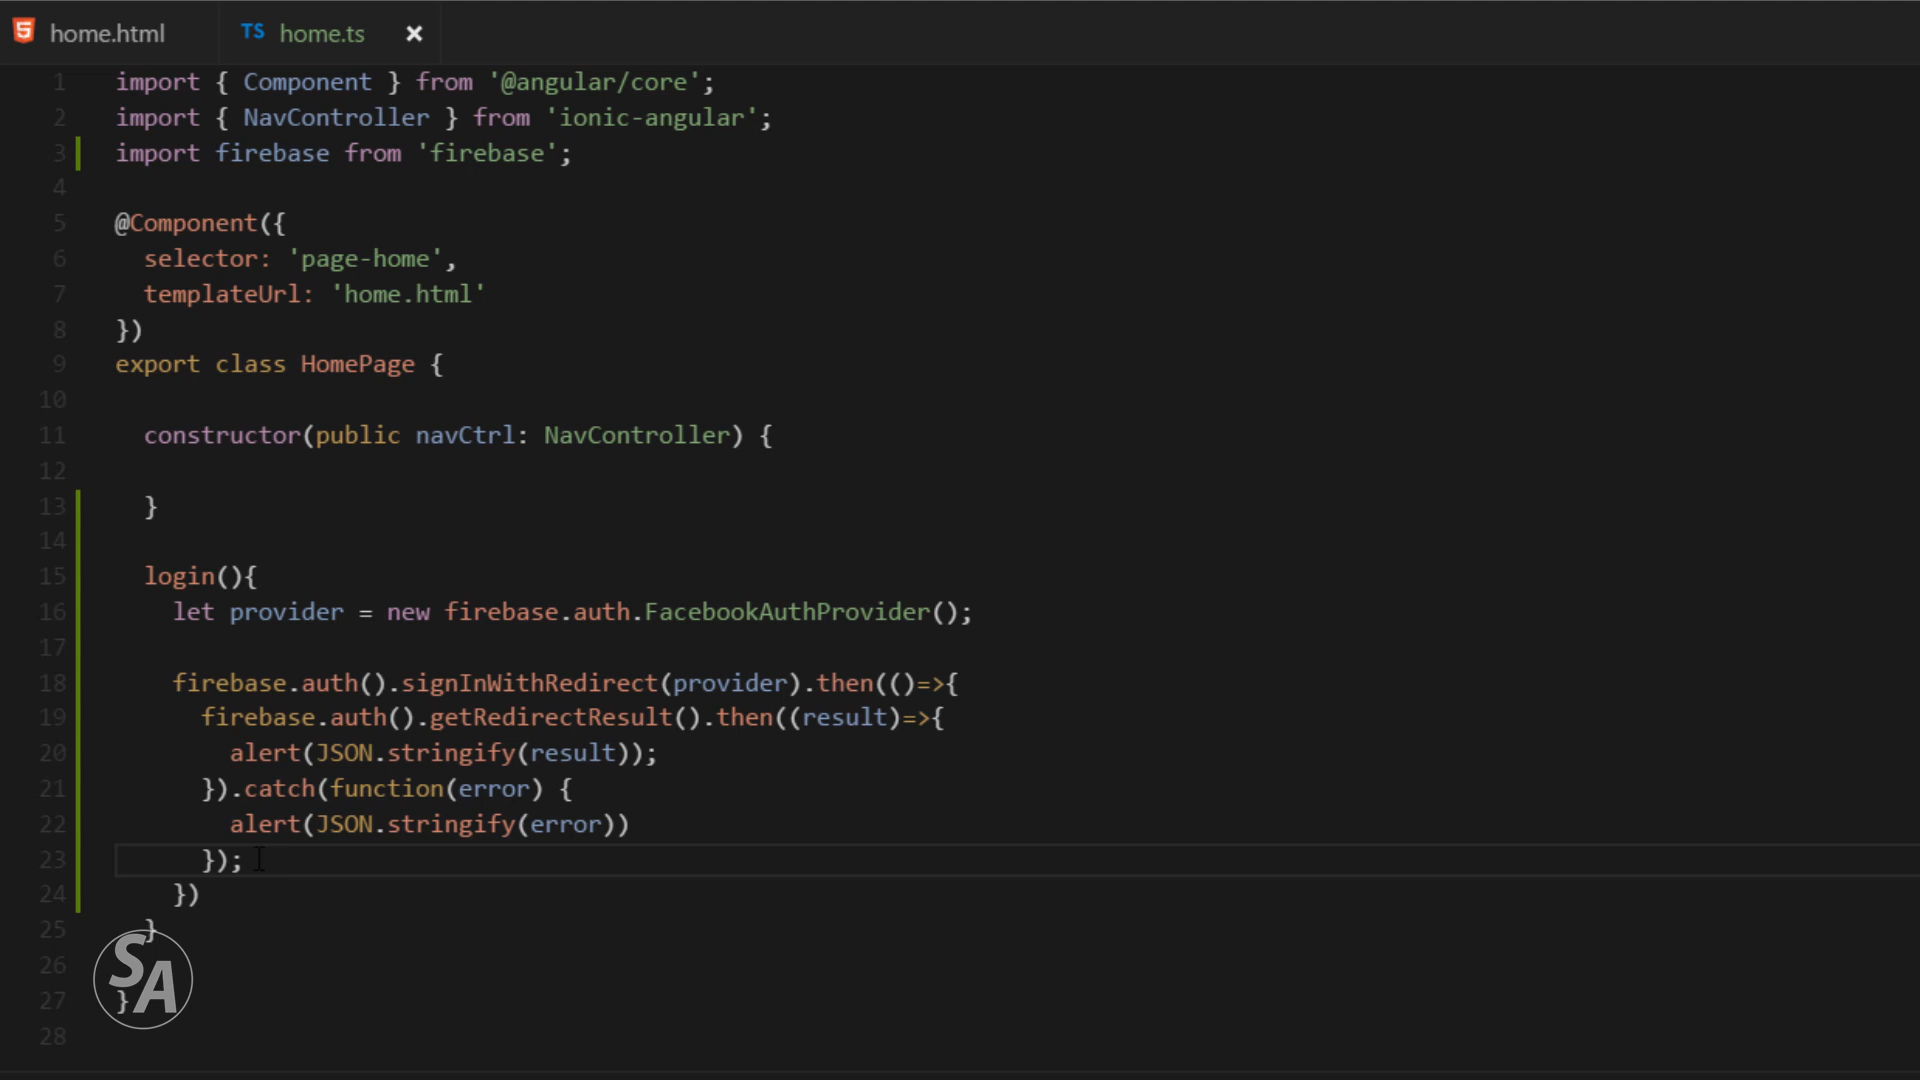 home.html
TS home.ts
1 import { Component } from '@angular/core';
2 import { NavController } from 'ionic-angular';
3 import firebase from 'firebase';
4
5 @Component({
6 selector: 'page-home',
7 templateUrl: 'home.html'
8 })
9 export class HomePage {
10
11 constructor(public navCtrl: NavController) {
12
13 }
14
15 login(){
16 let provider = new firebase.auth.FacebookAuthProvider();
17
18 firebase.auth().signInWithRedirect(provider).then(()=>{
19 firebase.auth().getRedirectResult().then((result)=>{
20 alert(JSON.stringify(result));
21 }).catch(function(error) {
22 alert(JSON.stringify(error))
23 });
24 })
25 }
26
27 }
28
SA